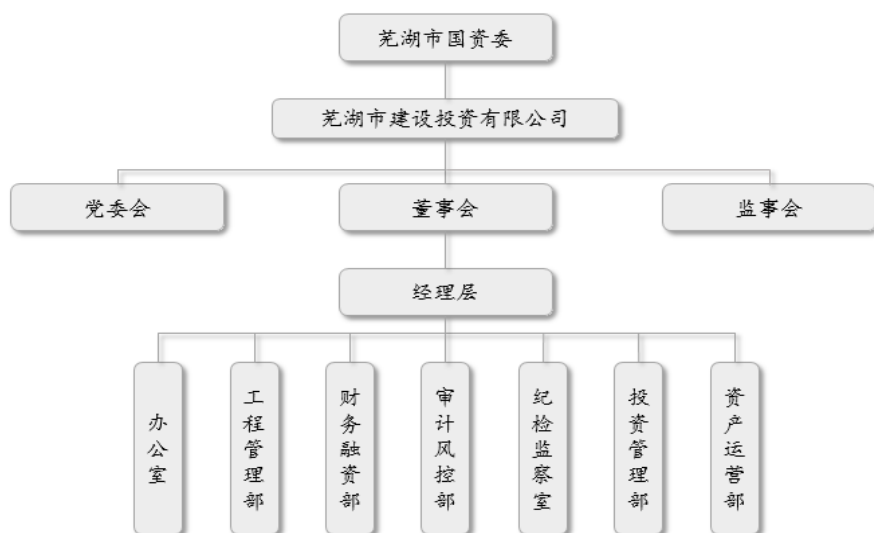 芜湖市国资委
芜湖市建设投资有限公司
党委会
董事会
监事会
经理层
办公室
工程管理部
财务融资部
审计风控部
纪检监察室
投资管理部
资产运营部